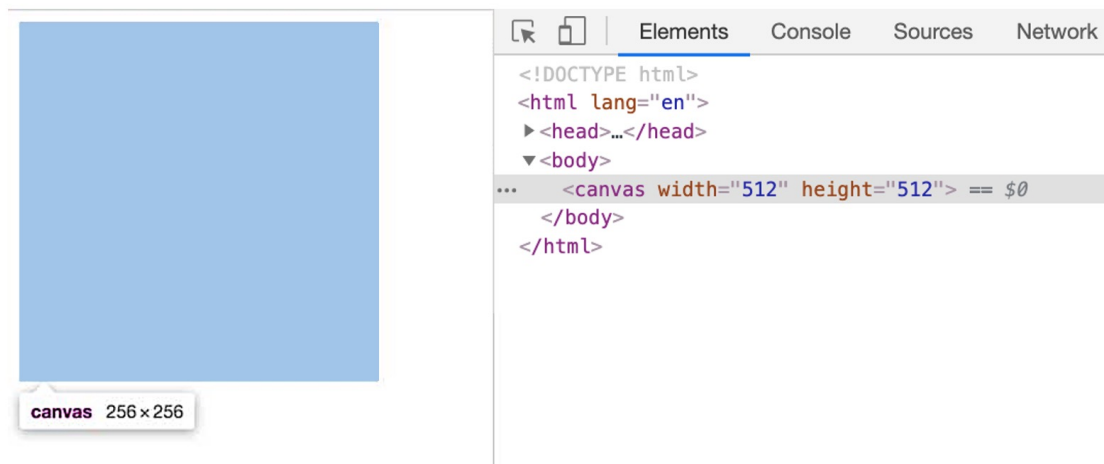 Elements Console Sources Network
<!DOCTYPE html>
<html lang="en">
▶<head>…</head>
▼<body>
••• <canvas width="512" height="512"> == $0
</body>
</html>
canvas 256×256